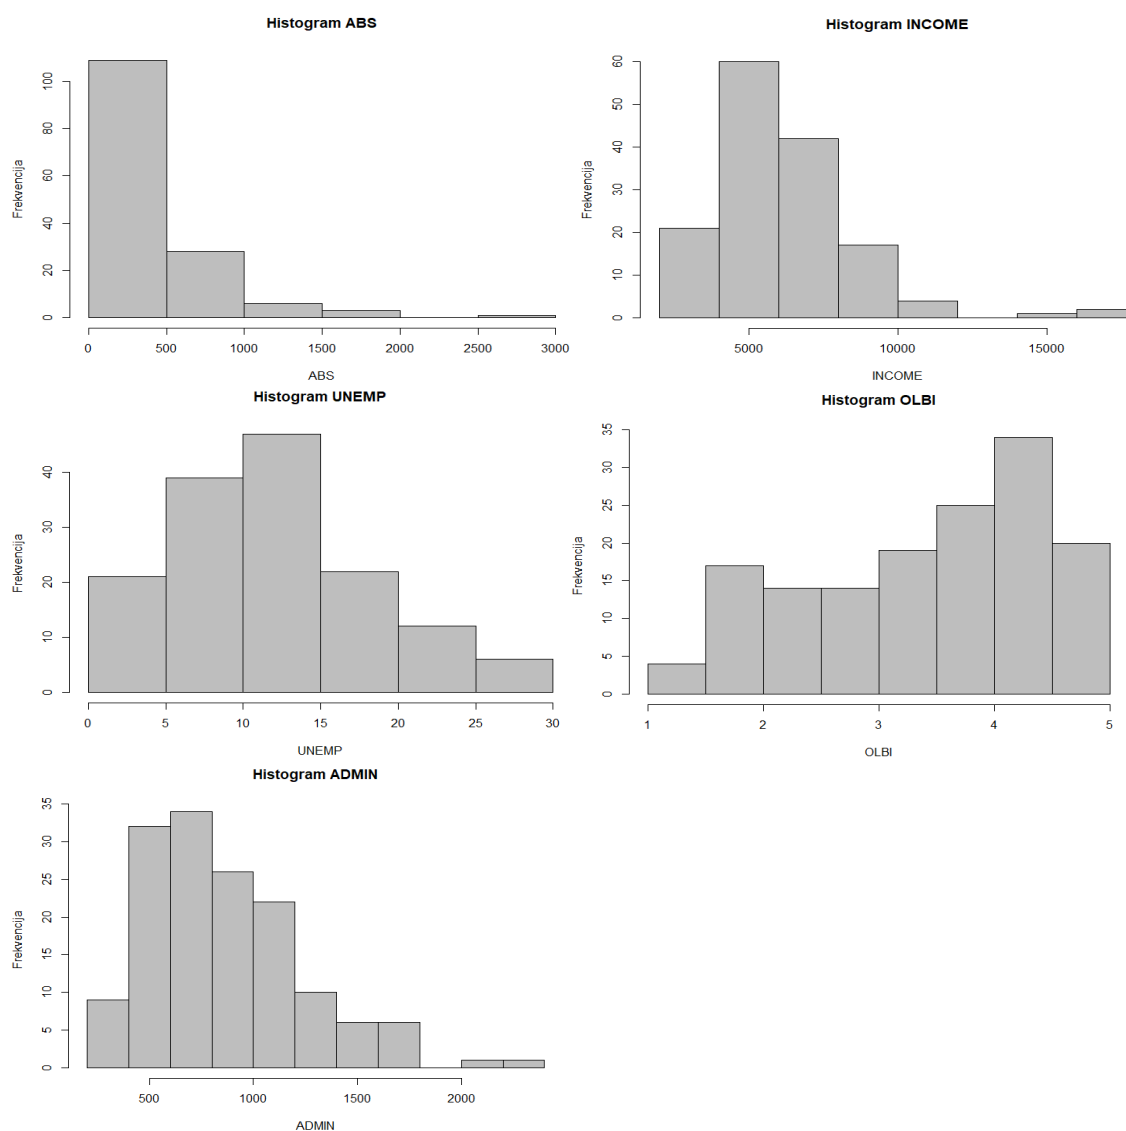 Histogram ABS
Frekvencija
0 20 40 60 80 100
0 500 1000 1500 2000 2500 3000
ABS
Histogram INCOME
Frekvencija
0 10 20 30 40 50 60
5000 10000 15000
INCOME
Histogram UNEMP
Frekvencija
0 10 20 30 40
0 5 10 15 20 25 30
UNEMP
Histogram OLBI
Frekvencija
0 5 10 15 20 25 30 35
1 2 3 4 5
OLBI
Histogram ADMIN
Frekvencija
0 5 10 15 20 25 30 35
500 1000 1500 2000
ADMIN